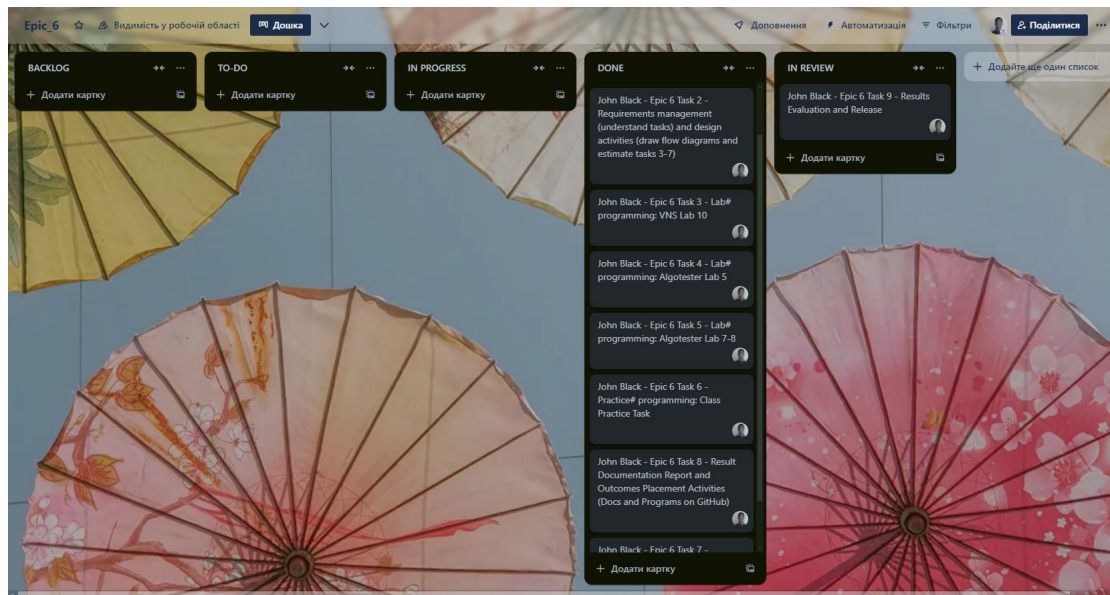 Epic_6
Видимість у робочій області
Дошка
Доповнення
Автоматизація
Фільтри
Поділитися
BACKLOG
+ Додати картку
TO-DO
+ Додати картку
IN PROGRESS
+ Додати картку
DONE
John Black - Epic 6 Task 2 -
Requirements management
(understand tasks) and design
activities (draw flow diagrams and
estimate tasks 3-7)
John Black - Epic 6 Task 3 - Lab#
programming: VNS Lab 10
John Black - Epic 6 Task 4 - Lab#
programming: Algotester Lab 5
John Black - Epic 6 Task 5 - Lab#
programming: Algotester Lab 7-8
John Black - Epic 6 Task 6 -
Practice# programming: Class
Practice Task
John Black - Epic 6 Task 8 - Result
Documentation Report and
Outcomes Placement Activities
(Docs and Programs on GitHub)
John Black - Epic 6 Task 7 -
+ Додати картку
IN REVIEW
John Black - Epic 6 Task 9 - Results
Evaluation and Release
+ Додати картку
+ Додайте ще один список